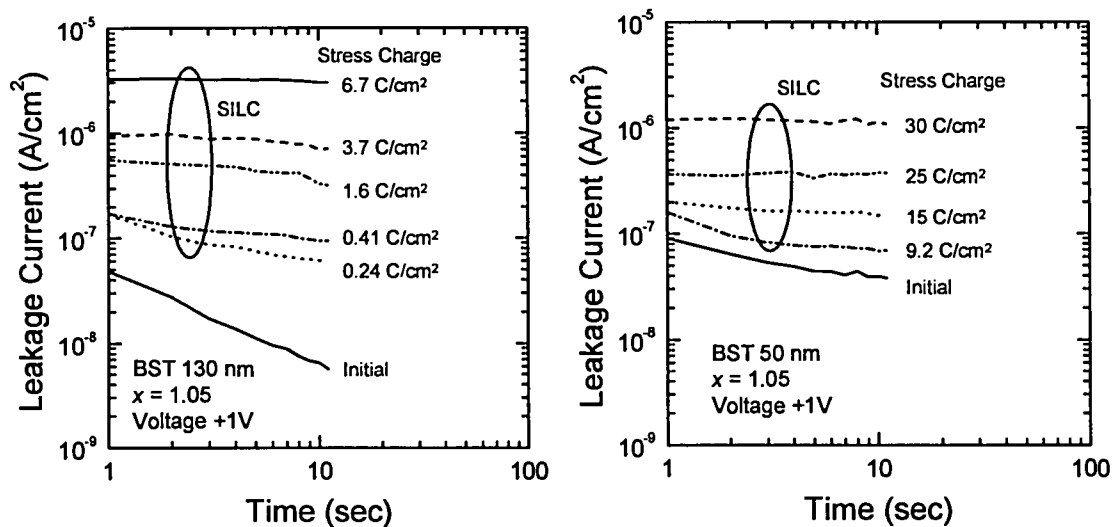 10⁻⁵
10⁻⁶
10⁻⁷
10⁻⁸
10⁻⁹
Leakage Current (A/cm²)
Stress Charge
6.7 C/cm²
SILC
3.7 C/cm²
1.6 C/cm²
0.41 C/cm²
0.24 C/cm²
Initial
BST 130 nm
x = 1.05
Voltage +1V
1
10
100
Time (sec)
10⁻⁵
10⁻⁶
10⁻⁷
10⁻⁸
10⁻⁹
Leakage Current (A/cm²)
Stress Charge
SILC
30 C/cm²
25 C/cm²
15 C/cm²
9.2 C/cm²
Initial
BST 50 nm
x = 1.05
Voltage +1V
1
10
100
Time (sec)